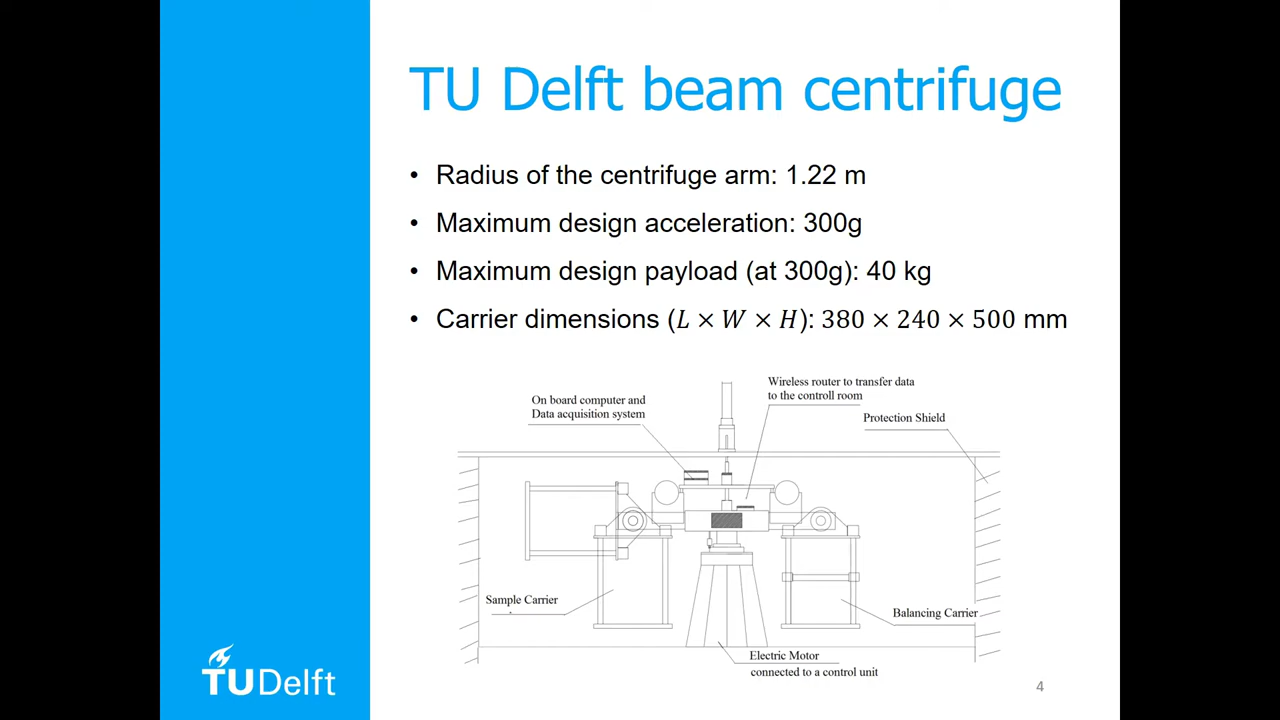 TU Delft beam centrifuge
• Radius of the centrifuge arm: 1.22 m
• Maximum design acceleration: 300g
• Maximum design payload (at 300g): 40 kg
• Carrier dimensions (L × W × H): 380 × 240 × 500 mm
Wireless router to transfer data
to the controll room
On board computer and
Data acquisition system
Protection Shield
Sample Carrier
Balancing Carrier
Electric Motor
connected to a control unit
TUDelft
4